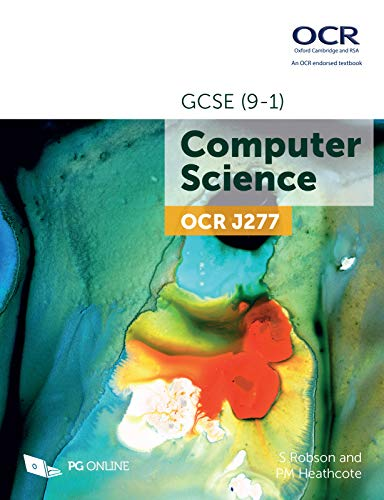 OCR
Oxford Cambridge and RSA
An OCR endorsed textbook
GCSE (9-1)
Computer
Science
OCR J277
S Robson and
PM Heathcote
PG ONLINE